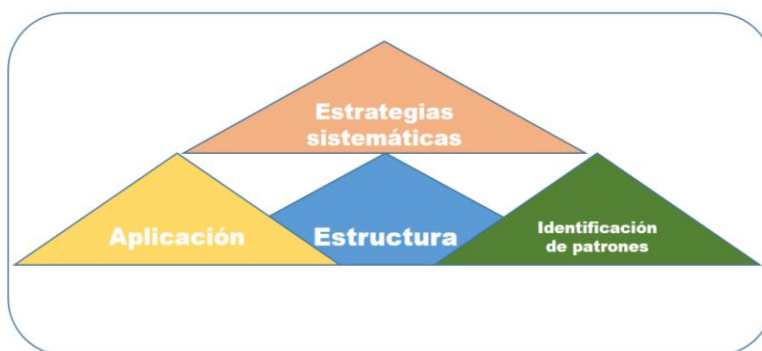 Estrategias
sistemáticas
Aplicación
Estructura
Identificación
de patrones